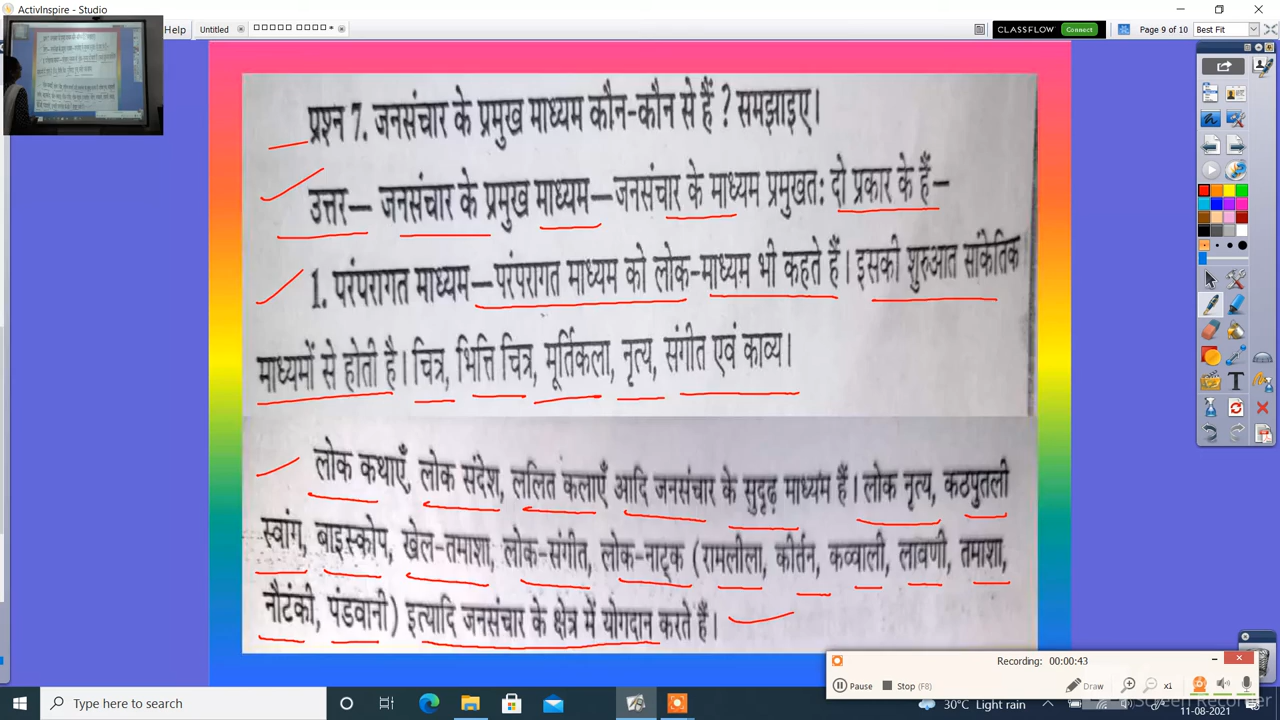 ActivInspire - Studio
Help Untitled CLASSFLOW Connect Page 9 of 10 Best Fit
प्रश्न 7. जनसंचार के प्रमुख माध्यम कौन-कौन से हैं ? समझाइए।
उत्तर— जनसंचार के प्रमुख माध्यम—जनसंचार के माध्यम प्रमुखत: दो प्रकार के हैं—
1. परंपरागत माध्यम—परंपरागत माध्यम को लोक-माध्यम भी कहते हैं। इसकी शुरुआत सांकेतिक
माध्यमों से होती है। चित्र, भित्ति चित्र, मूर्तिकला, नृत्य, संगीत एवं काव्य।
लोक कथाएँ, लोक संदेश, ललित कलाएँ आदि जनसंचार के सुदृढ़ माध्यम हैं। लोक नृत्य, कठपुतली
स्वांग, बाइस्कोप, खेल-तमाशा, लोक-संगीत, लोक-नाटक (रामलीला, कीर्तन, कव्वाली, लावणी, तमाशा,
नौटंकी, पंडवानी) इत्यादि जनसंचार के क्षेत्र में योगदान करते हैं।
Recording: 00:00:43
Pause Stop (F8) Draw x1
Type here to search 30°C Light rain 11-08-2021